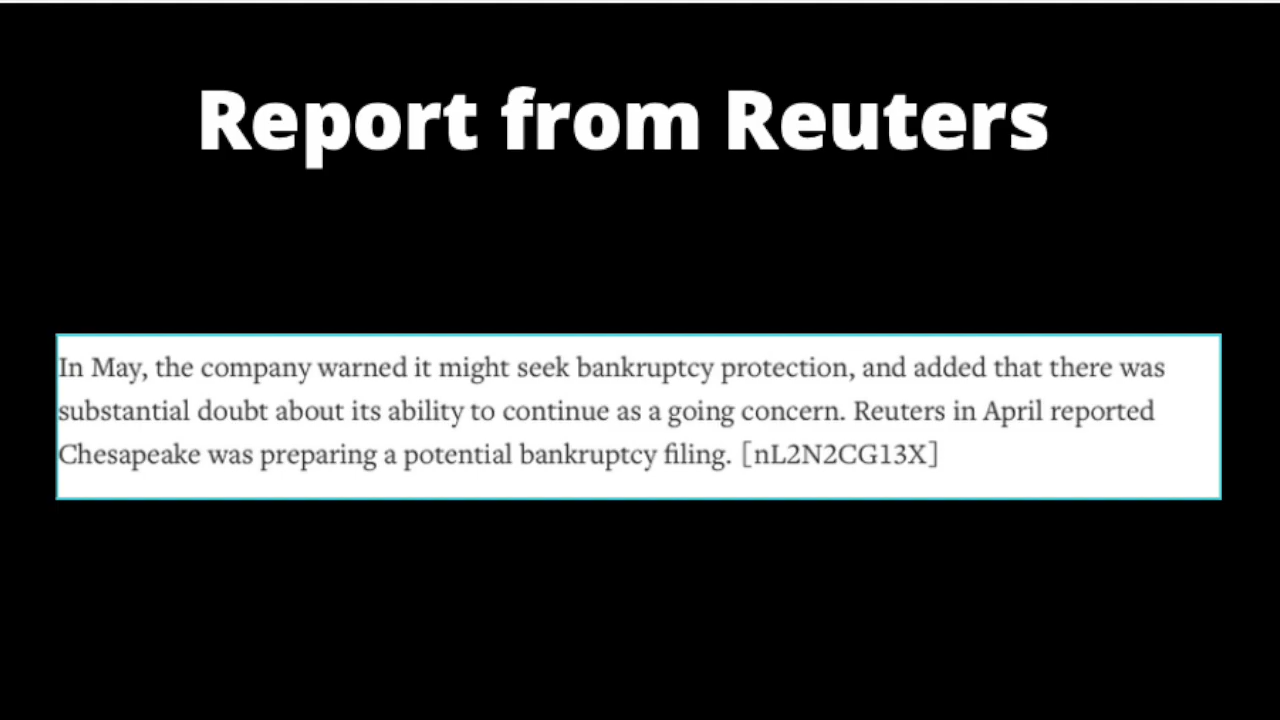 Report from Reuters
In May, the company warned it might seek bankruptcy protection, and added that there was
substantial doubt about its ability to continue as a going concern. Reuters in April reported
Chesapeake was preparing a potential bankruptcy filing. [nL2N2CG13X]